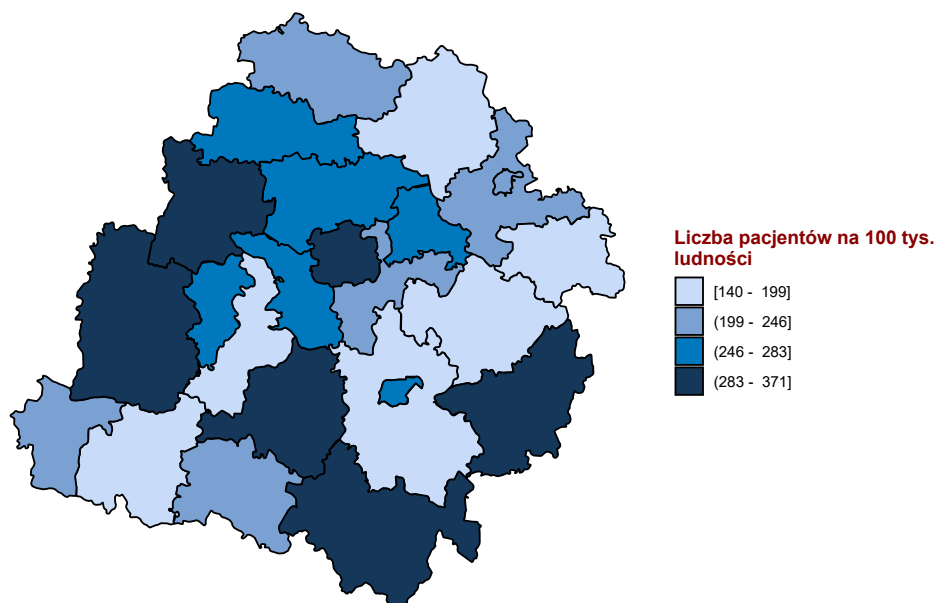 Liczba pacjentów na 100 tys.
ludności
[140 - 199]
(199 - 246]
(246 - 283]
(283 - 371]